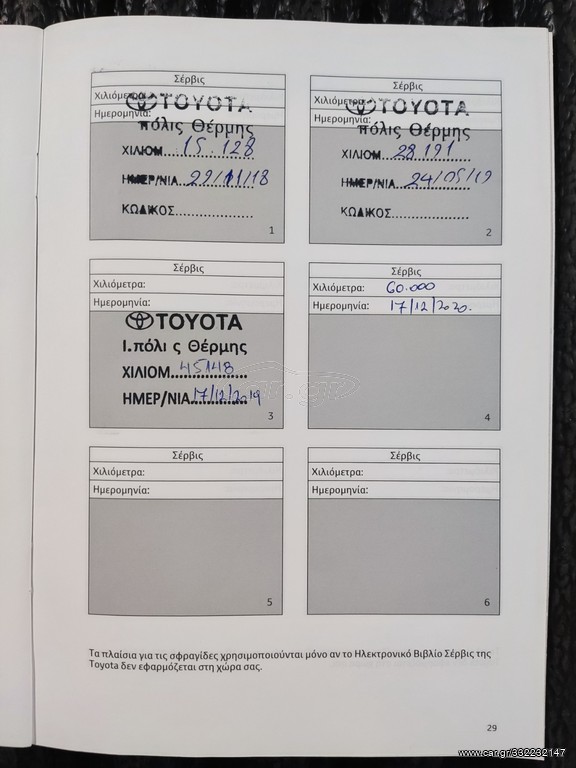 Σέρβις
Χιλιόμετρα:
Ημερομηνία:
TOYOTA
πόλις Θέρμης
ΧΙΛΙΟΜ. 15.128
ΗΜΕΡ/ΝΙΑ 29/11/18
ΚΩΔΙΚΟΣ
1
Σέρβις
Χιλιόμετρα:
Ημερομηνία:
TOYOTA
πόλις Θέρμης
ΧΙΛΙΟΜ 28191
ΗΜΕΡ/ΝΙΑ 24/05/19
ΚΩΔΙΚΟΣ
2
Σέρβις
Χιλιόμετρα:
Ημερομηνία:
TOYOTA
Ι.πόλι ς Θέρμης
ΧΙΛΙΟΜ. 45148
ΗΜΕΡ/ΝΙΑ 17/12/2019
3
Σέρβις
Χιλιόμετρα: 60.000
Ημερομηνία: 17/12/2020.
4
Σέρβις
Χιλιόμετρα:
Ημερομηνία:
5
Σέρβις
Χιλιόμετρα:
Ημερομηνία:
6
Τα πλαίσια για τις σφραγίδες χρησιμοποιούνται μόνο αν το Ηλεκτρονικό Βιβλίο Σέρβις της
Toyota δεν εφαρμόζεται στη χώρα σας.
29
www.car.gr/332232147